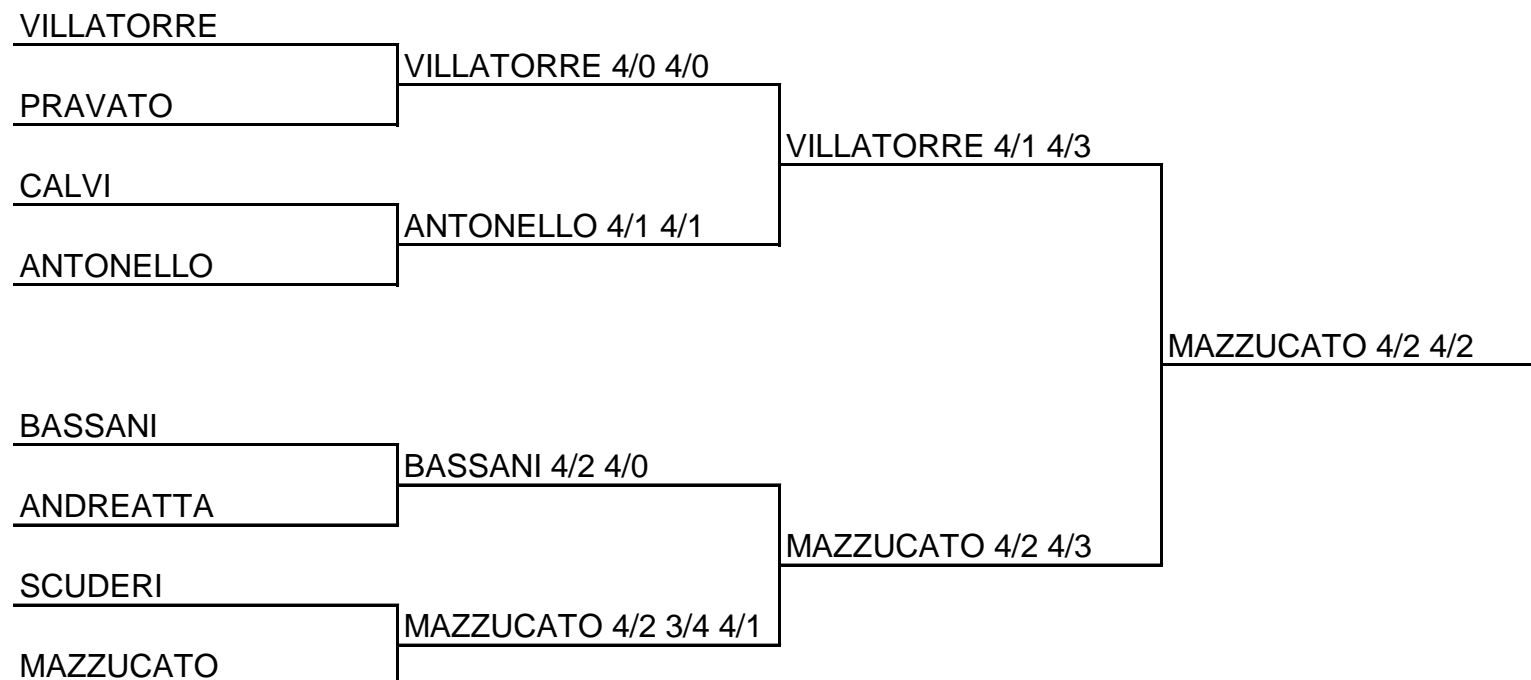 VILLATORRE
VILLATORRE 4/0 4/0
PRAVATO
VILLATORRE 4/1 4/3
CALVI
ANTONELLO 4/1 4/1
ANTONELLO
MAZZUCATO 4/2 4/2
BASSANI
BASSANI 4/2 4/0
ANDREATTA
MAZZUCATO 4/2 4/3
SCUDERI
MAZZUCATO 4/2 3/4 4/1
MAZZUCATO